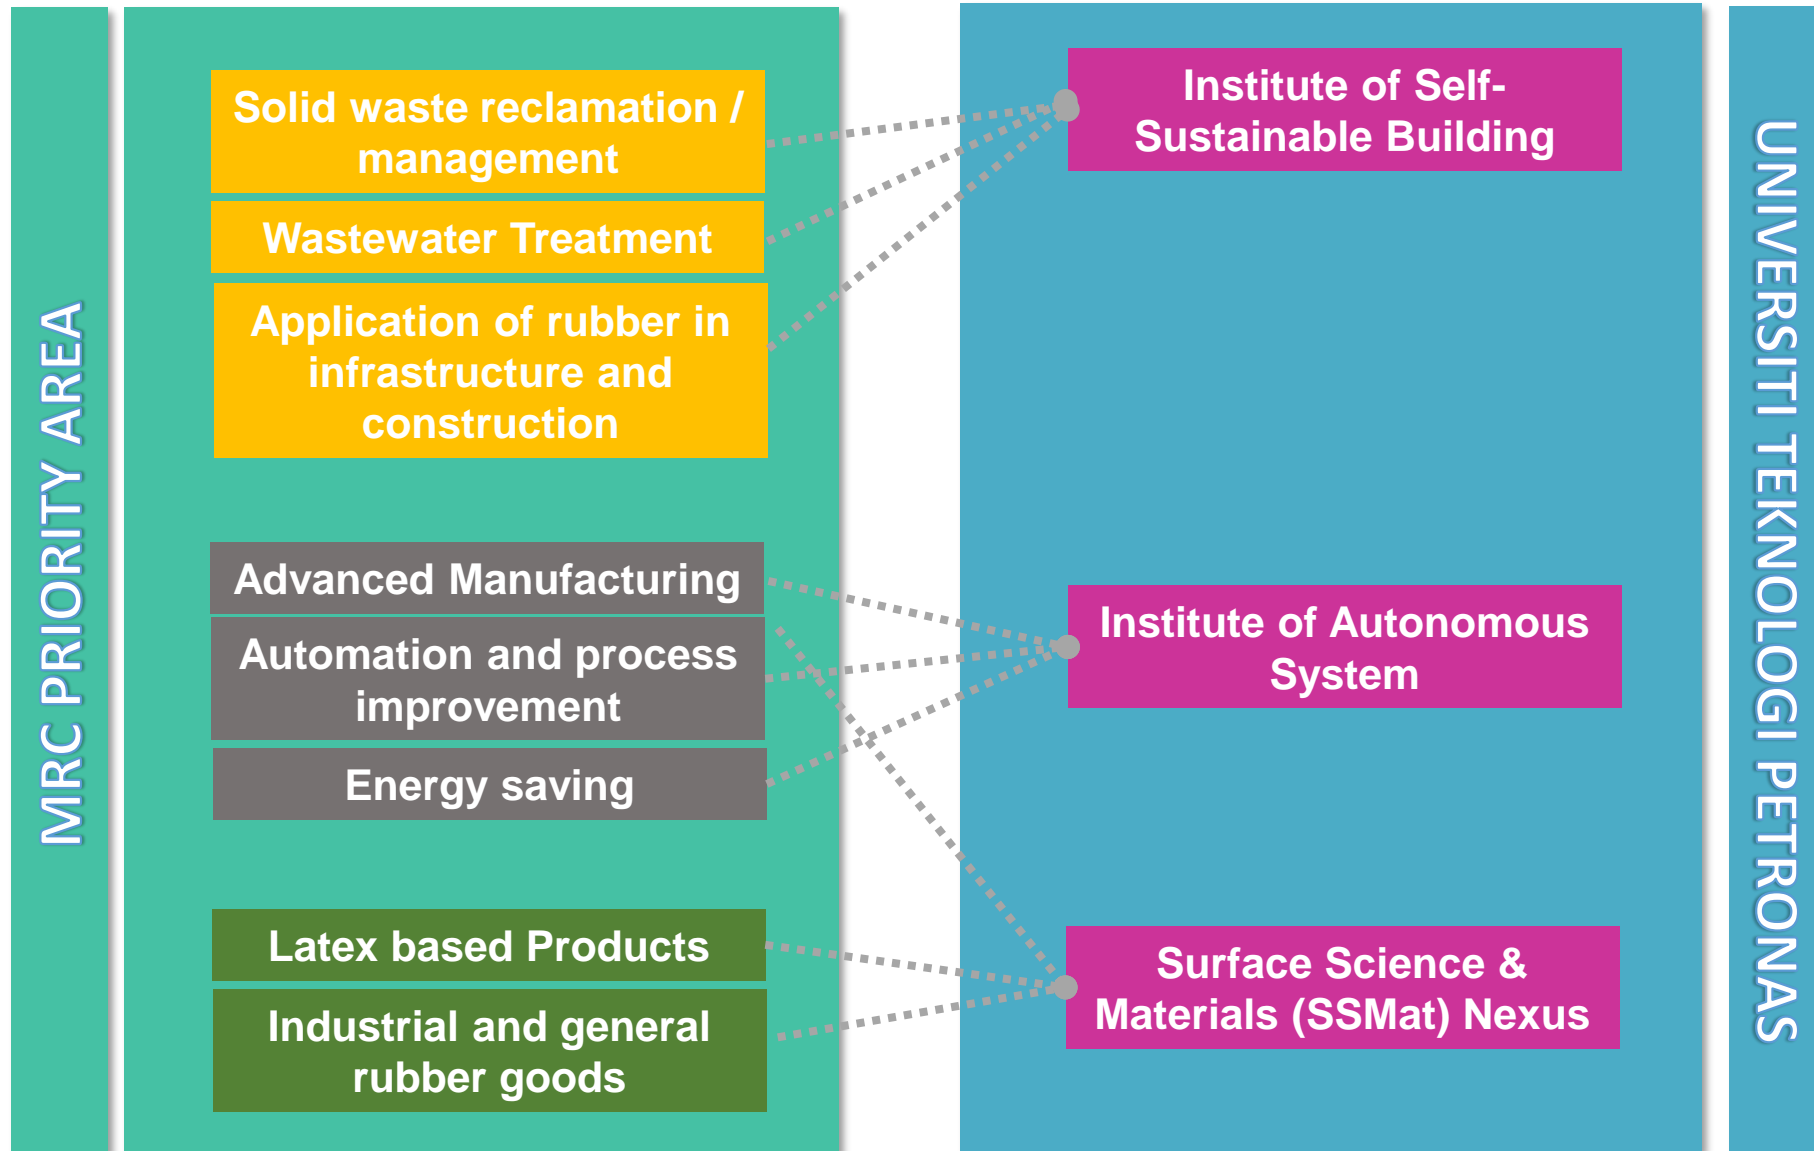 MRC PRIORITY AREA
Solid waste reclamation /
management
Wastewater Treatment
Application of rubber in
infrastructure and
construction
Advanced Manufacturing
Automation and process
improvement
Energy saving
Latex based Products
Industrial and general
rubber goods
Institute of Self-
Sustainable Building
Institute of Autonomous
System
Surface Science &
Materials (SSMat) Nexus
UNIVERSITI TEKNOLOGI PETRONAS